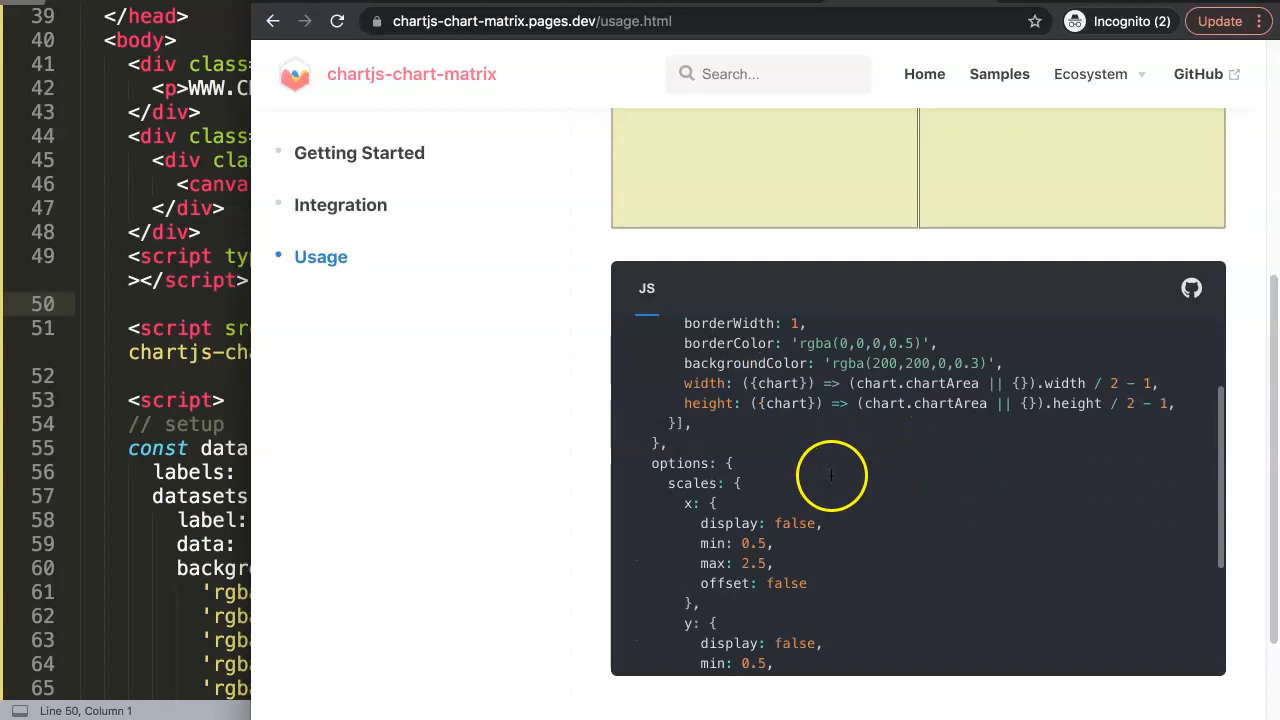 39 </head>
40 <body>
41 <div class=
42 <p>WWW.C
43 </div>
44 <div class
45 <div cla
46 <canva
47 </div>
48 </div>
49 <script ty
></script>
50
51 <script sr
chartjs-cha
52
53 <script>
54 // setup
55 const data
56 labels:
57 datasets
58 label:
59 data:
60 backgr
61 'rgb
62 'rgb
63 'rgb
64 'rgb
65 'rgb
Line 50, Column 1
chartjs-chart-matrix.pages.dev/usage.html
Incognito (2)
Update
chartjs-chart-matrix
Search...
Home
Samples
Ecosystem
GitHub
Getting Started
Integration
Usage
JS
borderWidth: 1,
borderColor: 'rgba(0,0,0,0.5)',
backgroundColor: 'rgba(200,200,0,0.3)',
width: ({chart}) => (chart.chartArea || {}).width / 2 - 1,
height: ({chart}) => (chart.chartArea || {}).height / 2 - 1,
}],
},
options: {
scales: {
x: {
display: false,
min: 0.5,
max: 2.5,
offset: false
},
y: {
display: false,
min: 0.5,